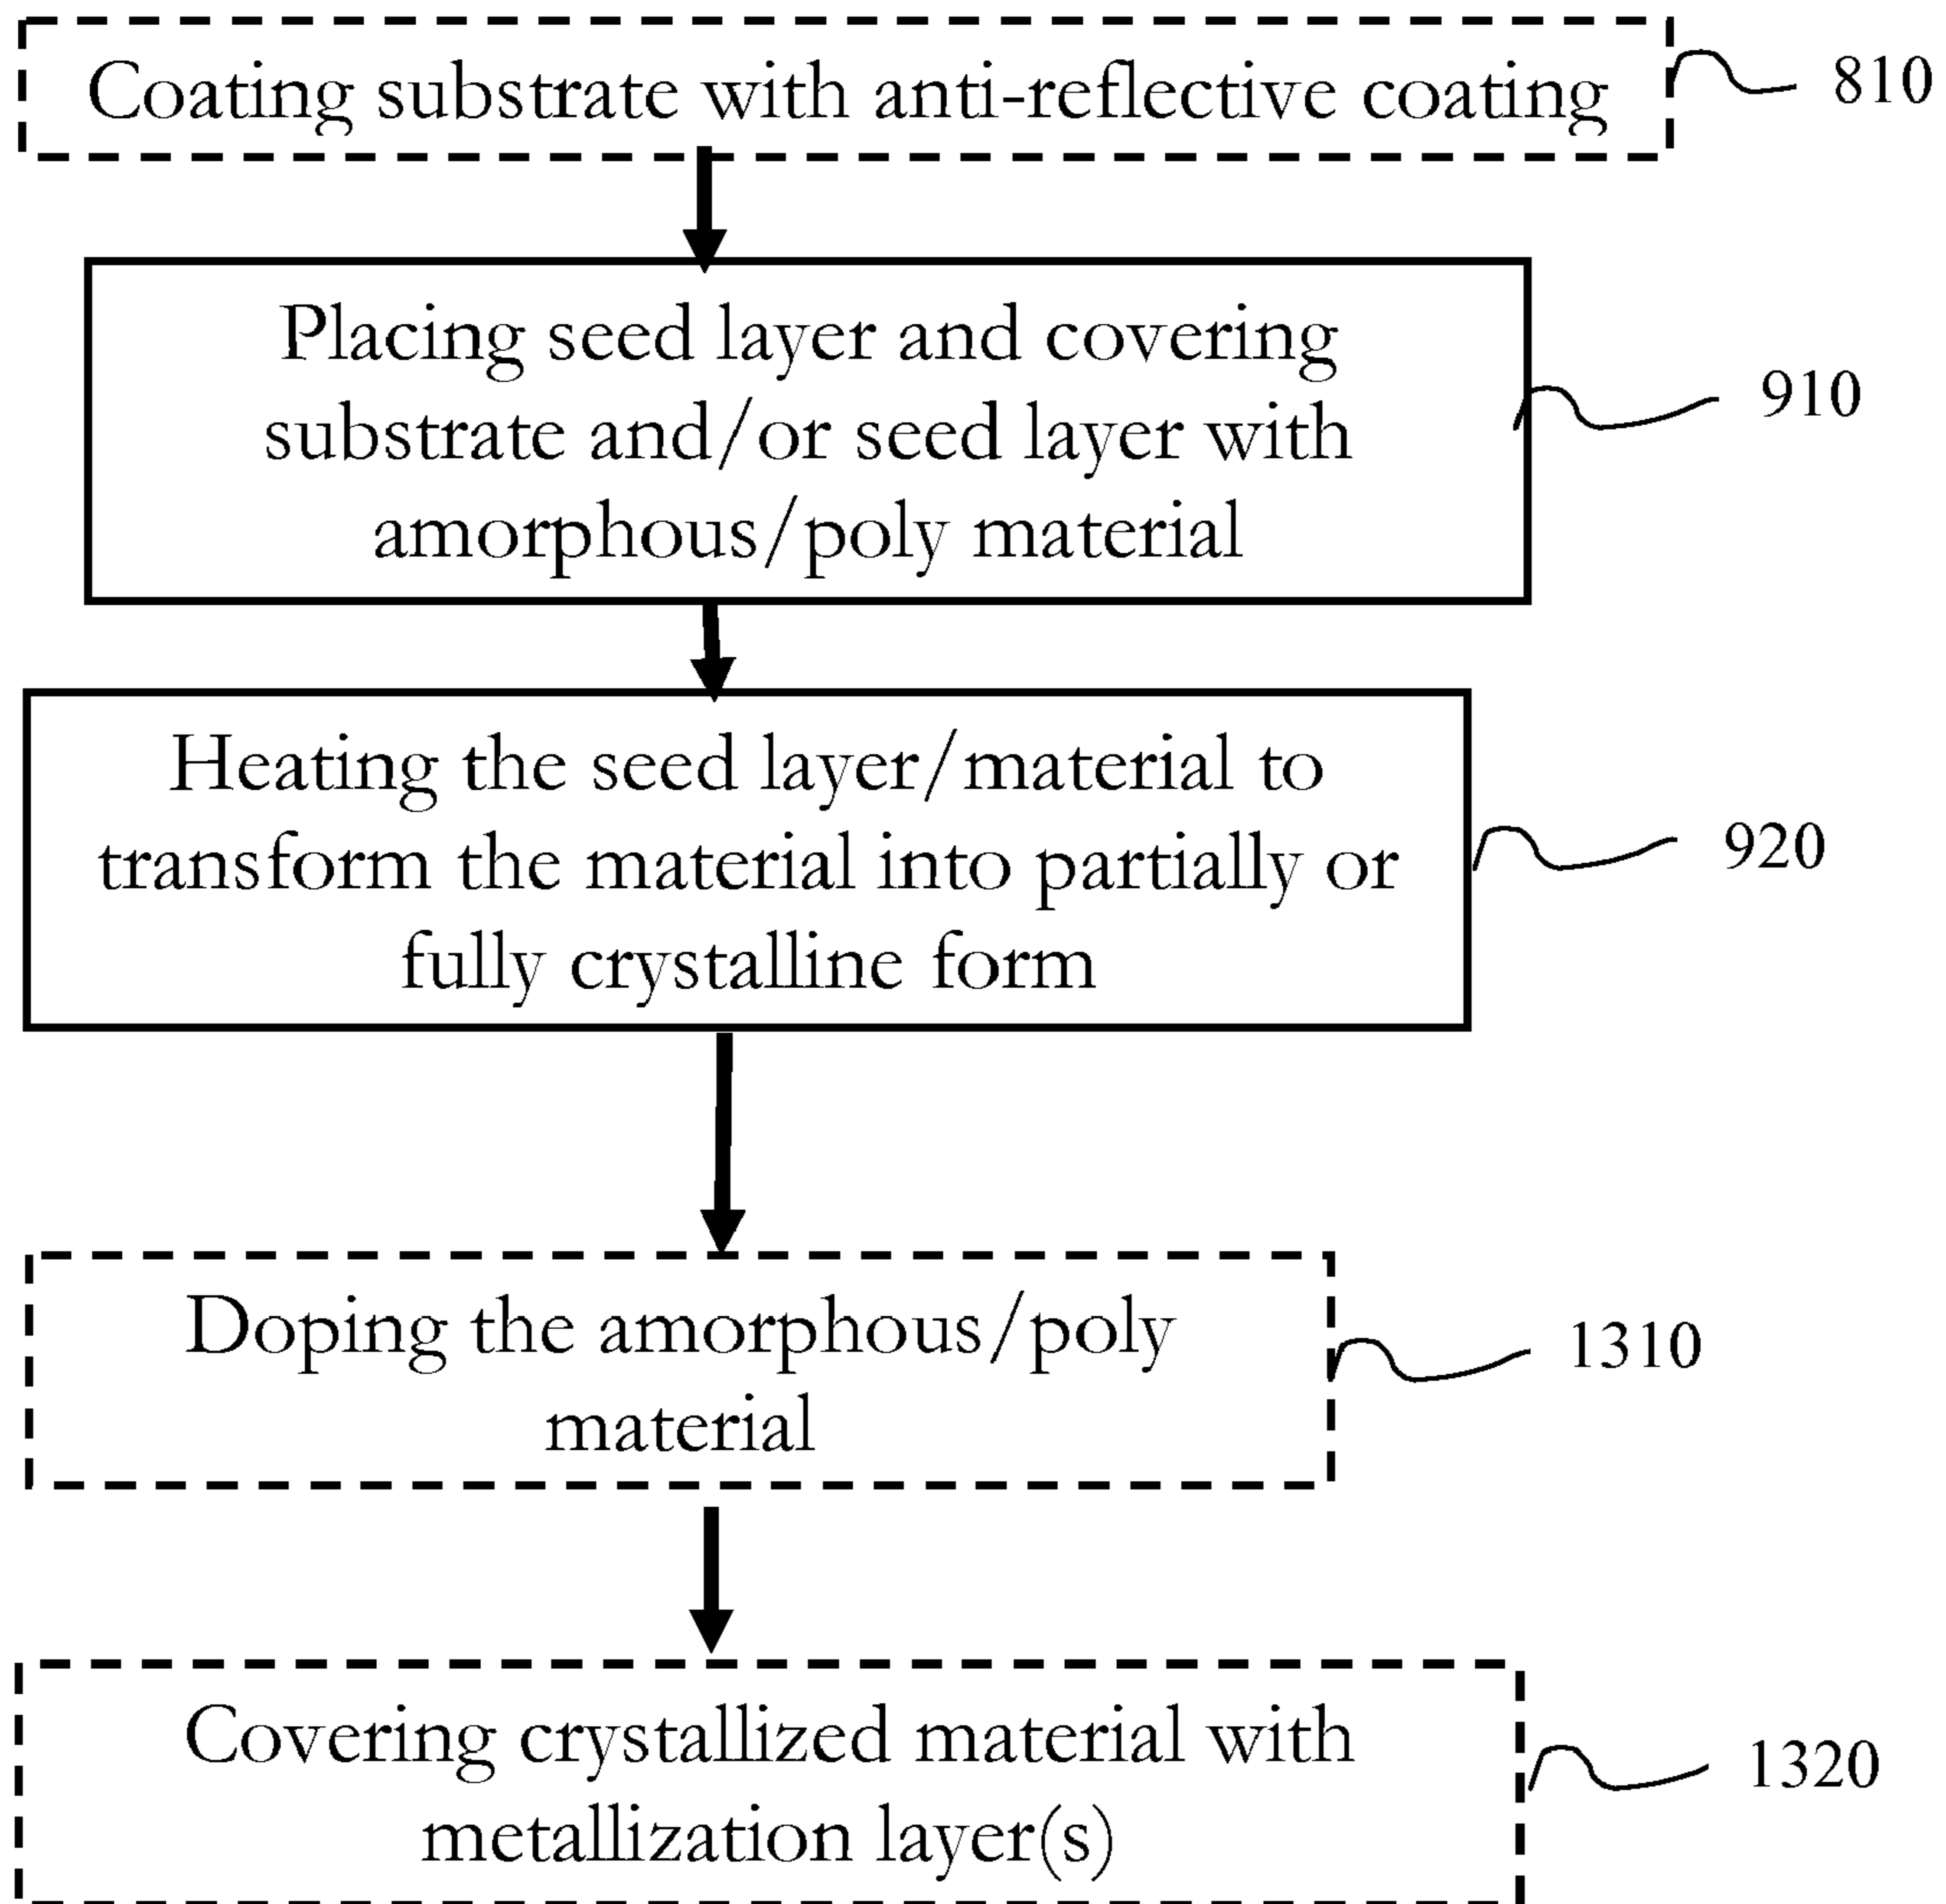 Coating substrate with anti-reflective coating
810
Placing seed layer and covering
substrate and/or seed layer with
amorphous/poly material
910
Heating the seed layer/material to
transform the material into partially or
fully crystalline form
920
Doping the amorphous/poly
material
1310
Covering crystallized material with
metallization layer(s)
1320